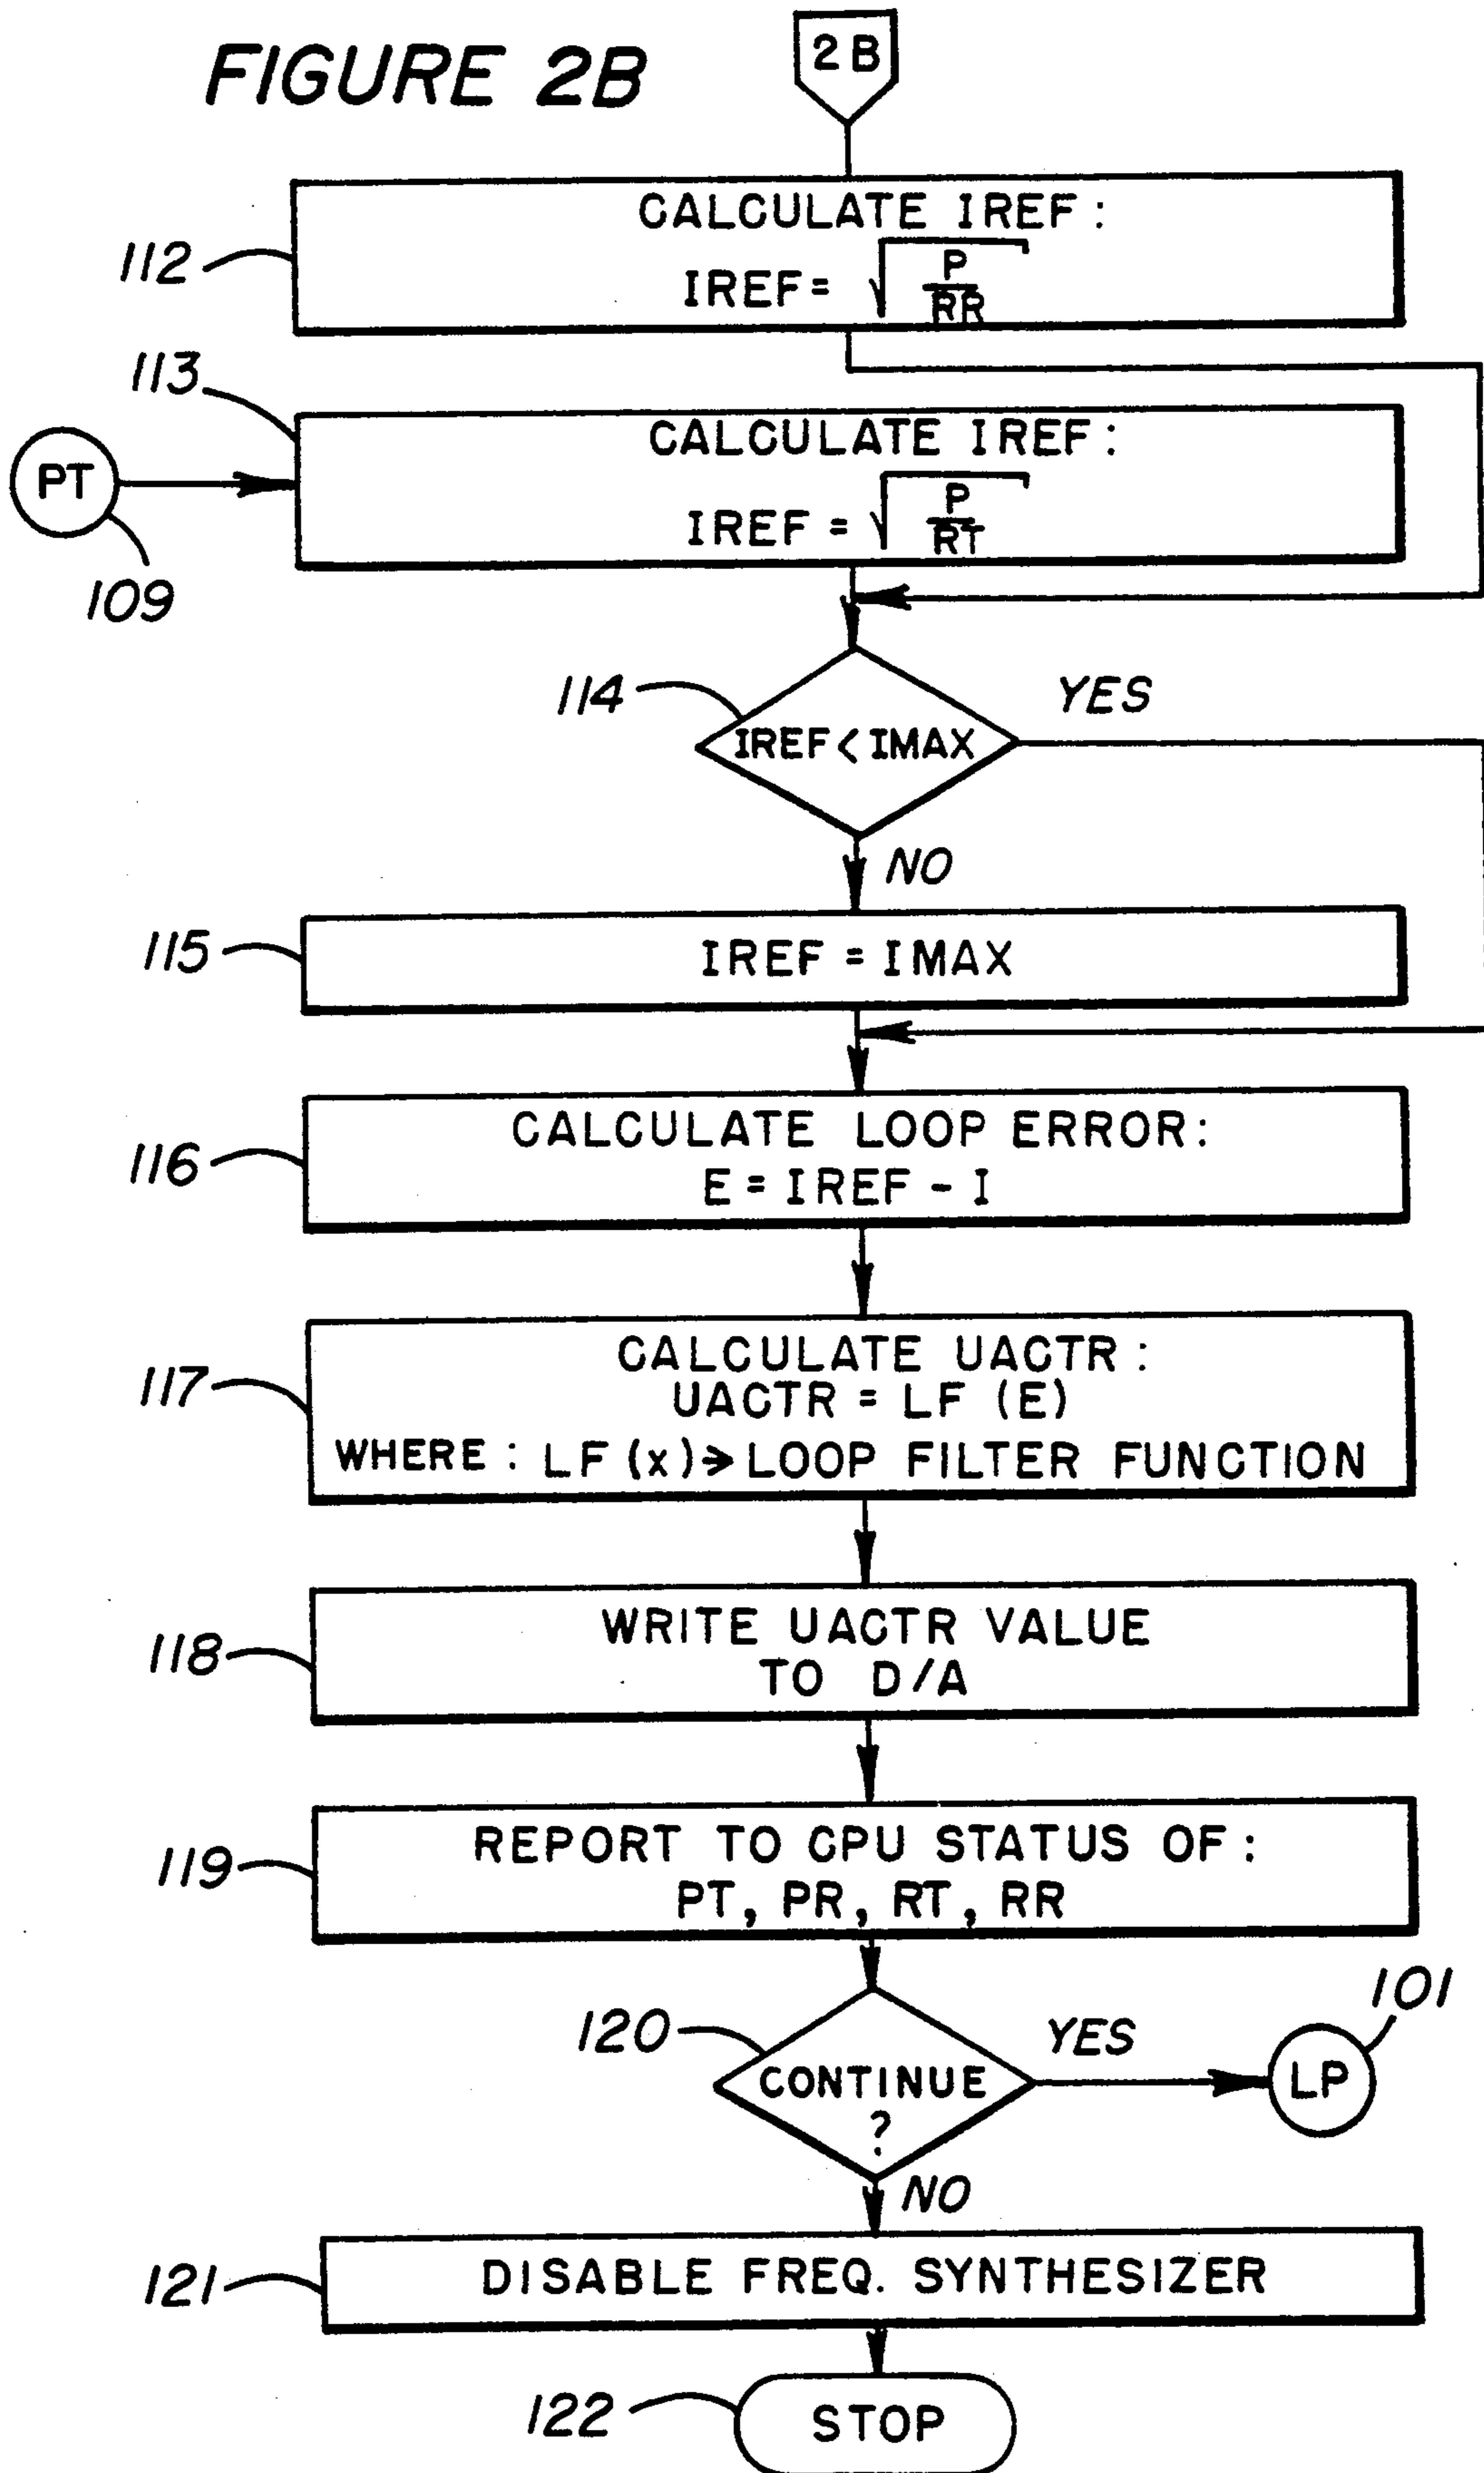 FIGURE 2B
2B
112
CALCULATE IREF:
IREF = √P/RR
113
CALCULATE IREF:
IREF = √P/RT
PT
109
114
IREF < IMAX
YES
NO
115
IREF = IMAX
116
CALCULATE LOOP ERROR:
E = IREF - I
117
CALCULATE UACTR:
UACTR = LF (E)
WHERE: LF (x) → LOOP FILTER FUNCTION
118
WRITE UACTR VALUE
TO D/A
119
REPORT TO CPU STATUS OF:
PT, PR, RT, RR
120
CONTINUE
?
YES
LP
101
NO
121
DISABLE FREQ. SYNTHESIZER
122
STOP